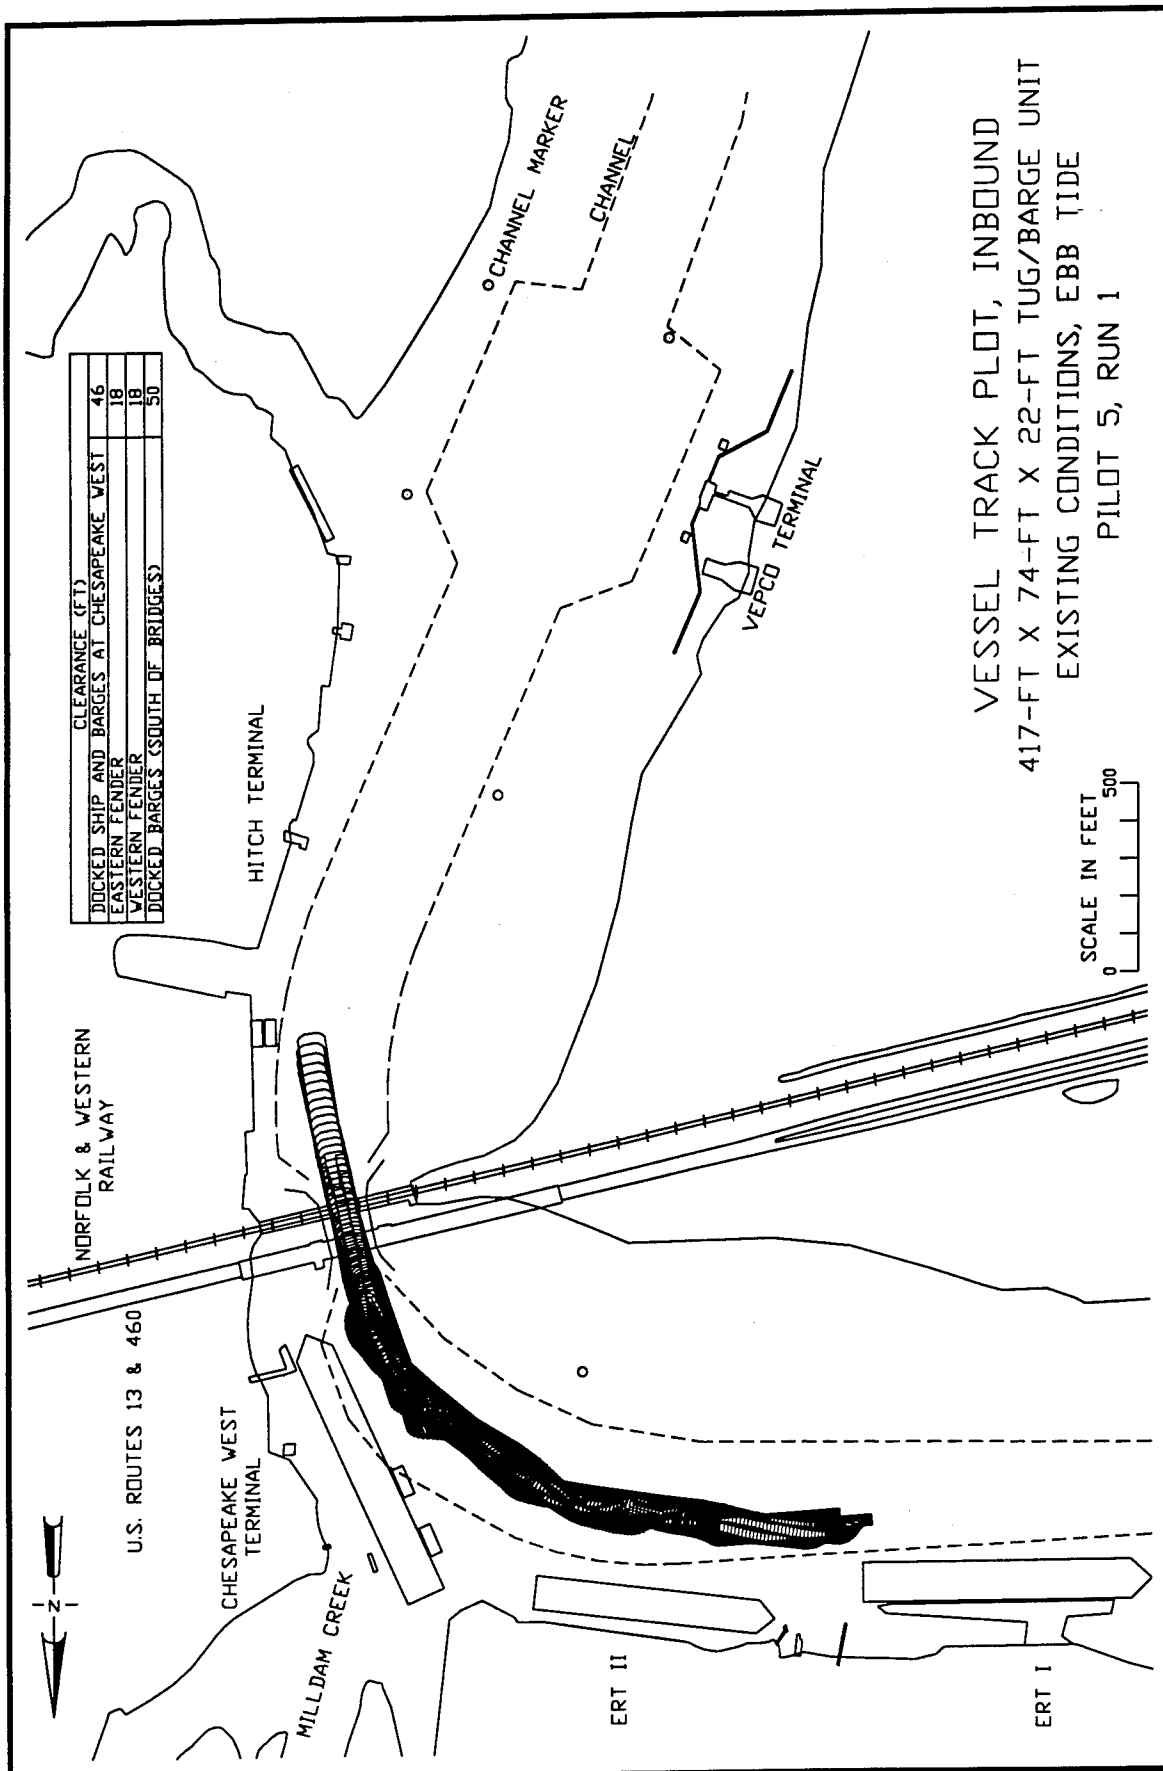 CLEARANCE (FT)
DOCKED SHIP AND BARGES AT CHESAPEAKE WEST 46
EASTERN FENDER 18
WESTERN FENDER 18
DOCKED BARGES (SOUTH OF BRIDGES) 50
CHANNEL MARKER
CHANNEL
HITCH TERMINAL
VEPCO TERMINAL
NORFOLK & WESTERN
RAILWAY
U.S. ROUTES 13 & 460
CHESAPEAKE WEST
TERMINAL
N
MILLDAM CREEK
ERT II
ERT I
SCALE IN FEET
0 500
VESSEL TRACK PLOT, INBOUND
417-FT X 74-FT X 22-FT TUG/BARGE UNIT
EXISTING CONDITIONS, EBB TIDE
PILOT 5, RUN 1